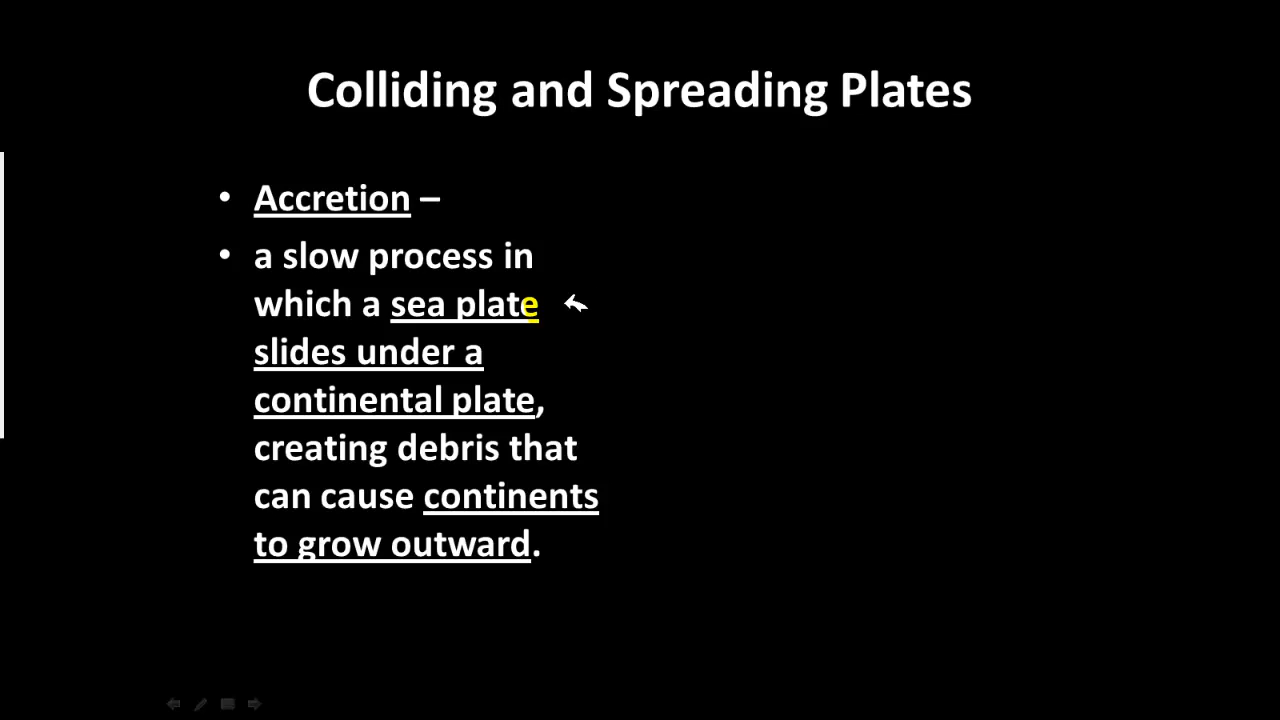 Colliding and Spreading Plates
• Accretion –
• a slow process in
which a sea plate
slides under a
continental plate,
creating debris that
can cause continents
to grow outward.